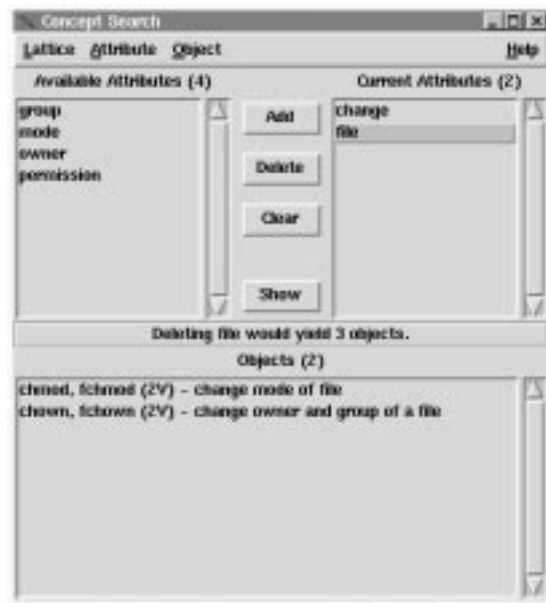 Concept Search
Lattice Attribute Object Help
Available Attributes (4)
Current Attributes (2)
group
mode
owner
permission
Add
Delete
Clear
Show
change
file
Deleting file would yield 3 objects.
Objects (2)
chmod, fchmod (2V) - change mode of file
chown, fchown (2V) - change owner and group of a file